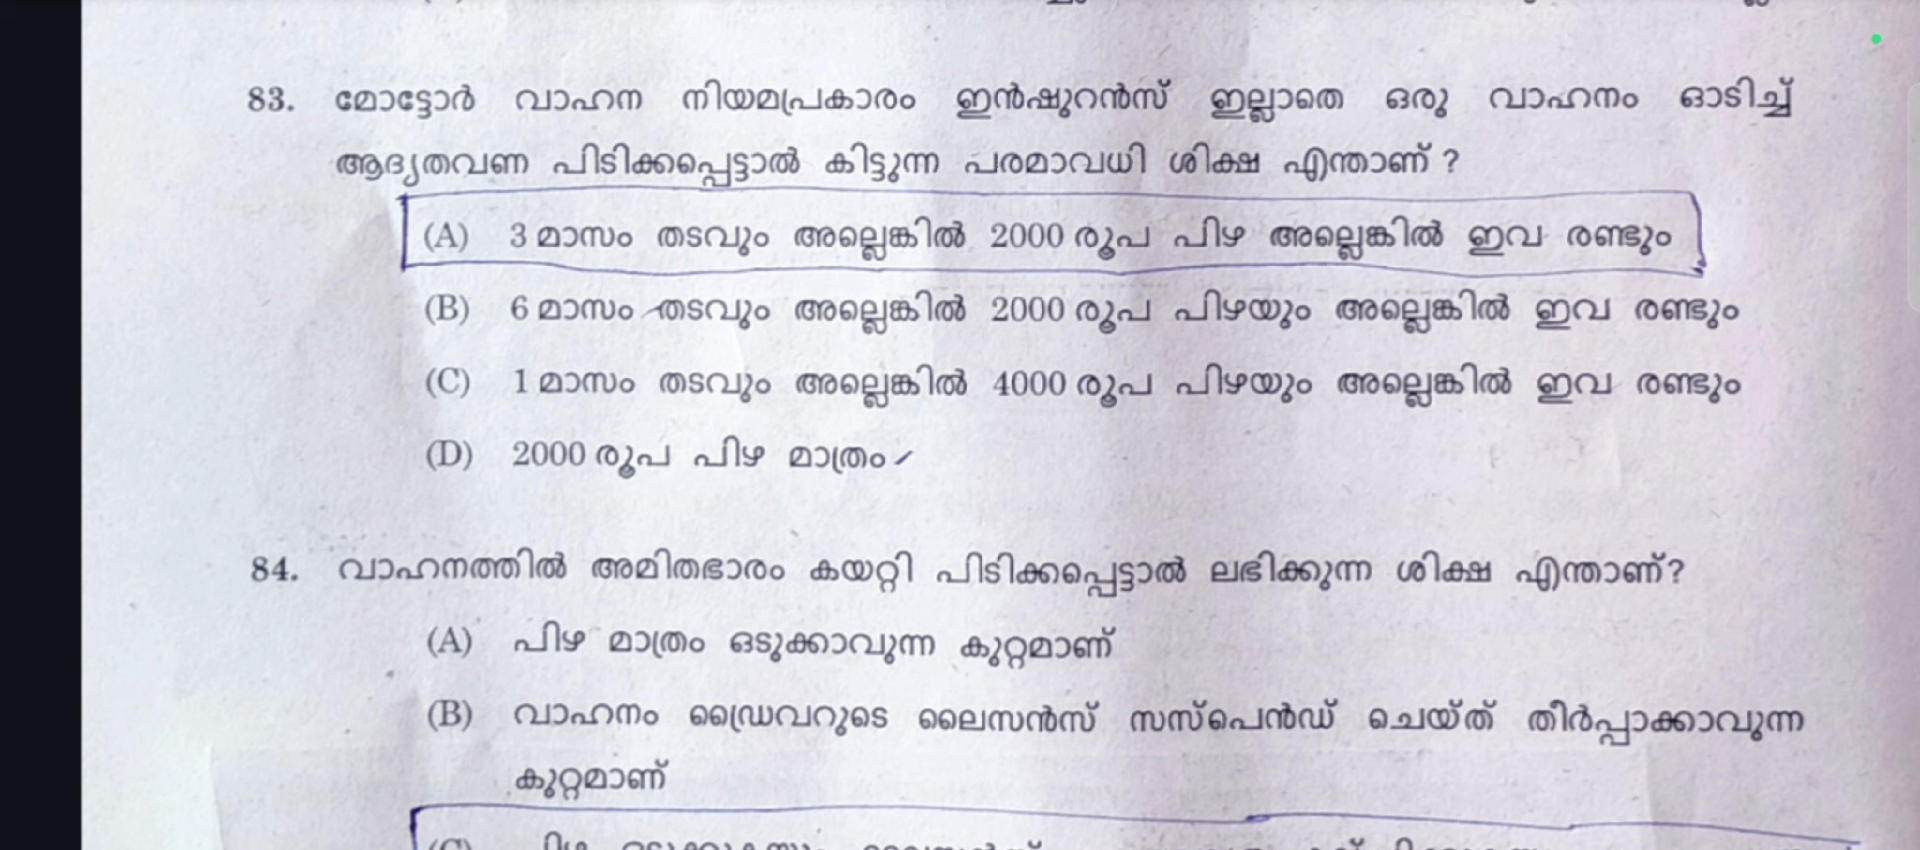 83. മോട്ടോർ വാഹന നിയമപ്രകാരം ഇൻഷുറൻസ് ഇല്ലാതെ ഒരു വാഹനം ഓടിച്ച്
ആദ്യതവണ പിടിക്കപ്പെട്ടാൽ കിട്ടുന്ന പരമാവധി ശിക്ഷ എന്താണ് ?
(A) 3 മാസം തടവും അല്ലെങ്കിൽ 2000 രൂപ പിഴ അല്ലെങ്കിൽ ഇവ രണ്ടും
(B) 6 മാസം തടവും അല്ലെങ്കിൽ 2000 രൂപ പിഴയും അല്ലെങ്കിൽ ഇവ രണ്ടും
(C) 1 മാസം തടവും അല്ലെങ്കിൽ 4000 രൂപ പിഴയും അല്ലെങ്കിൽ ഇവ രണ്ടും
(D) 2000 രൂപ പിഴ മാത്രം
84. വാഹനത്തിൽ അമിതഭാരം കയറ്റി പിടിക്കപ്പെട്ടാൽ ലഭിക്കുന്ന ശിക്ഷ എന്താണ്?
(A) പിഴ മാത്രം ഒടുക്കാവുന്ന കുറ്റമാണ്
(B) വാഹനം ഡ്രൈവറുടെ ലൈസൻസ് സസ്പെൻഡ് ചെയ്ത് തീർപ്പാക്കാവുന്ന
കുറ്റമാണ്